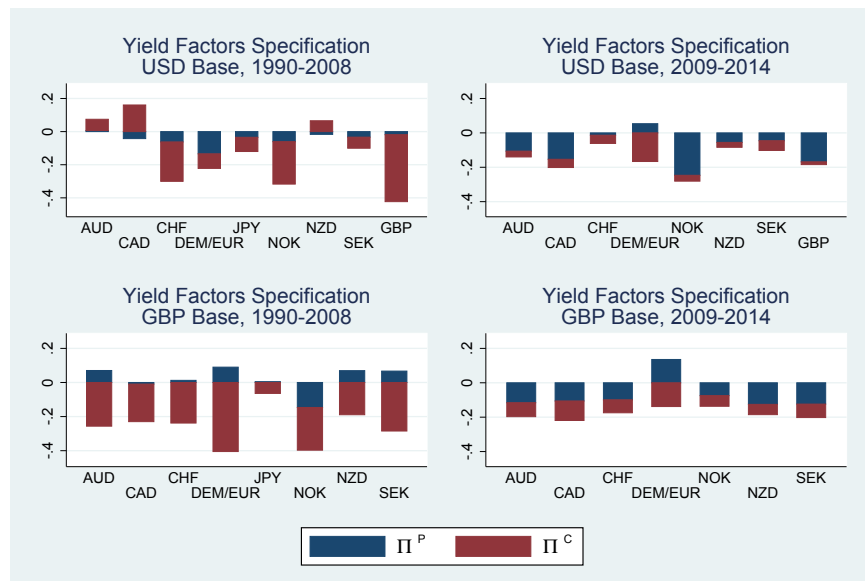 Yield Factors Specification
USD Base, 1990-2008
.2
0
-.2
-.4
AUD
CAD
CHF
DEM/EUR
JPY
NOK
NZD
SEK
GBP
Yield Factors Specification
USD Base, 2009-2014
.2
0
-.2
-.4
AUD
CAD
CHF
DEM/EUR
NOK
NZD
SEK
GBP
Yield Factors Specification
GBP Base, 1990-2008
.2
0
-.2
-.4
AUD
CAD
CHF
DEM/EUR
JPY
NOK
NZD
SEK
Yield Factors Specification
GBP Base, 2009-2014
.2
0
-.2
-.4
AUD
CAD
CHF
DEM/EUR
NOK
NZD
SEK
Π P
Π C